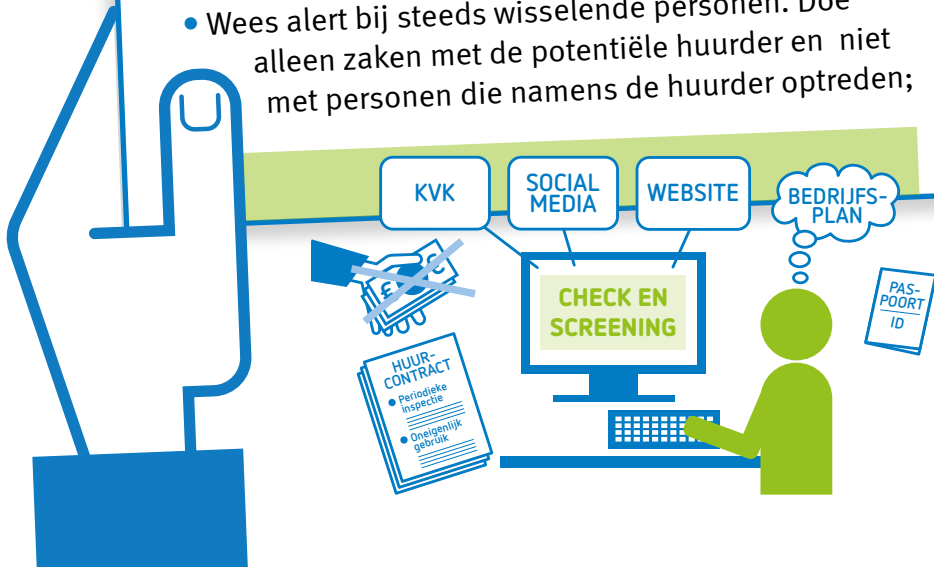 • Wees alert bij steeds wisselende personen. Doe
alleen zaken met de potentiële huurder en niet
met personen die namens de huurder optreden;
KVK
SOCIAL
MEDIA
WEBSITE
BEDRIJFS-
PLAN
€ €
CHECK EN
SCREENING
PAS-
POORT
ID
HUUR-
CONTRACT
• Periodieke
inspectie
• Oneigenlijk
gebruik